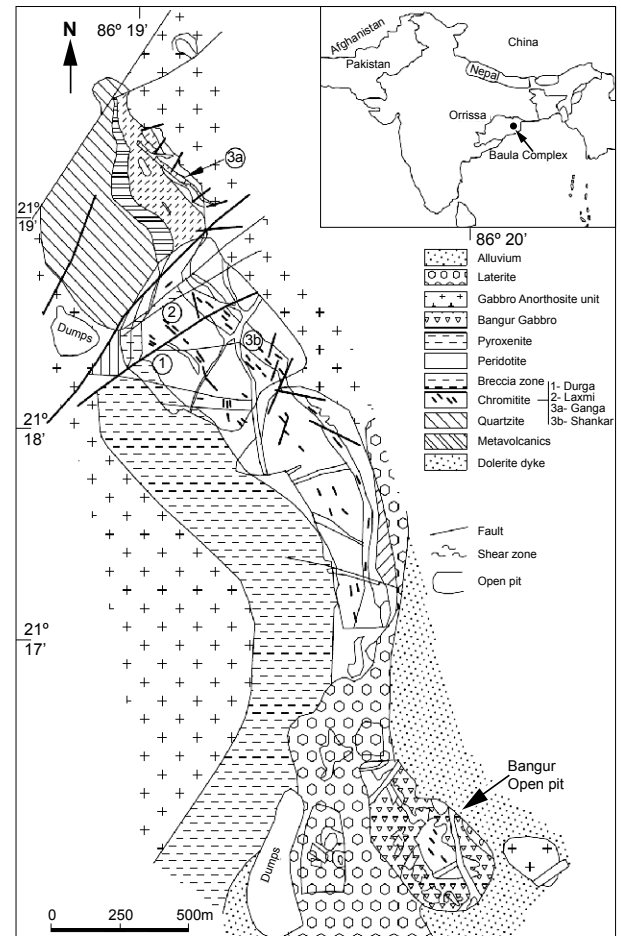 N
86º 19’
Afghanistan
Pakistan
China
Nepal
Orrissa
Baula Complex
3a
21º
19’
86º 20’
Alluvium
Laterite
Gabbro Anorthosite unit
Bangur Gabbro
Pyroxenite
Peridotite
Breccia zone
Chromitite
Quartzite
Metavolcanics
Dolerite dyke
1- Durga
2- Laxmi
3a- Ganga
3b- Shankar
2
Dumps
3b
1
21º
18’
Fault
Shear zone
Open pit
21º
17’
Bangur
Open pit
Dumps
0 250 500m